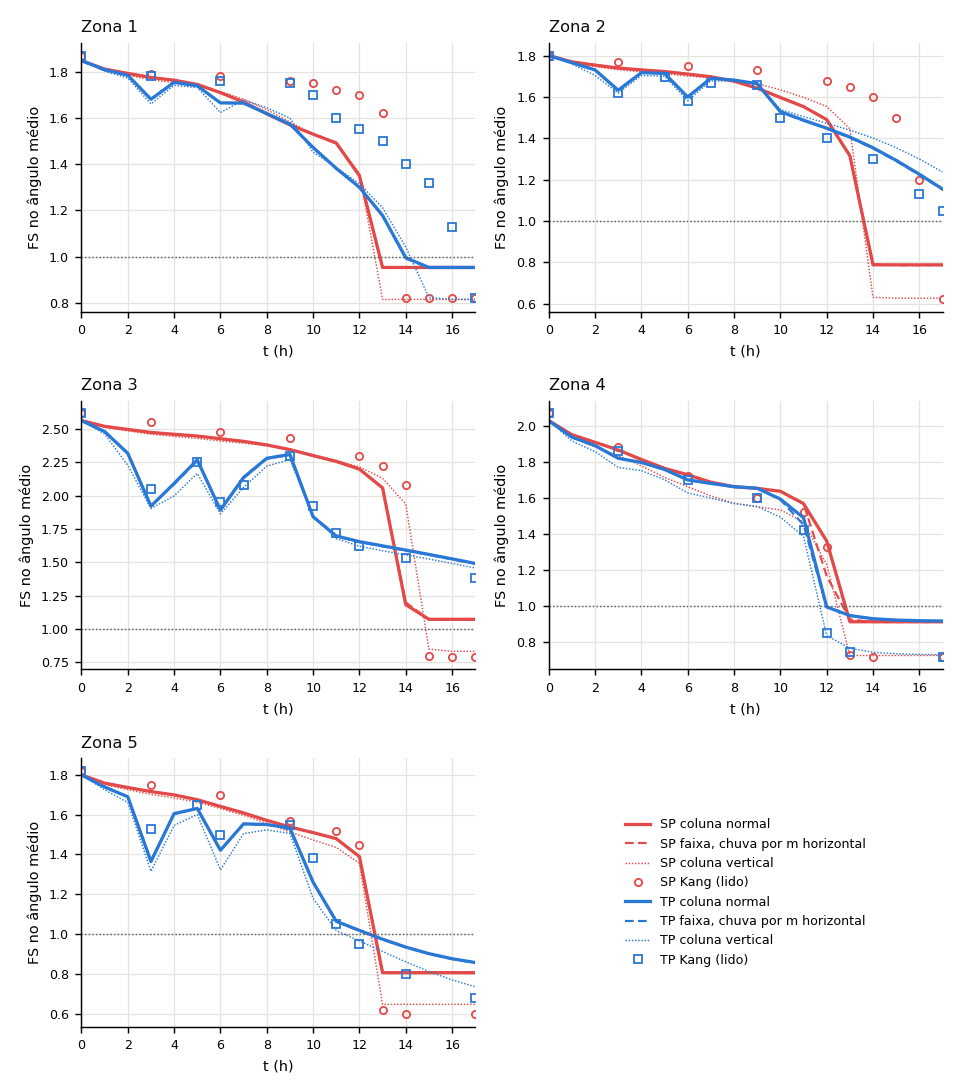 Zona 1
Zona 2
FS no ângulo médio
1.8
1.6
1.4
1.2
1.0
0.8
0 2 4 6 8 10 12 14 16
t (h)
FS no ângulo médio
1.8
1.6
1.4
1.2
1.0
0.8
0.6
0 2 4 6 8 10 12 14 16
t (h)
Zona 3
Zona 4
FS no ângulo médio
2.50
2.25
2.00
1.75
1.50
1.25
1.00
0.75
0 2 4 6 8 10 12 14 16
t (h)
FS no ângulo médio
2.0
1.8
1.6
1.4
1.2
1.0
0.8
0 2 4 6 8 10 12 14 16
t (h)
Zona 5
FS no ângulo médio
1.8
1.6
1.4
1.2
1.0
0.8
0.6
0 2 4 6 8 10 12 14 16
t (h)
SP coluna normal
SP faixa, chuva por m horizontal
SP coluna vertical
SP Kang (lido)
TP coluna normal
TP faixa, chuva por m horizontal
TP coluna vertical
TP Kang (lido)